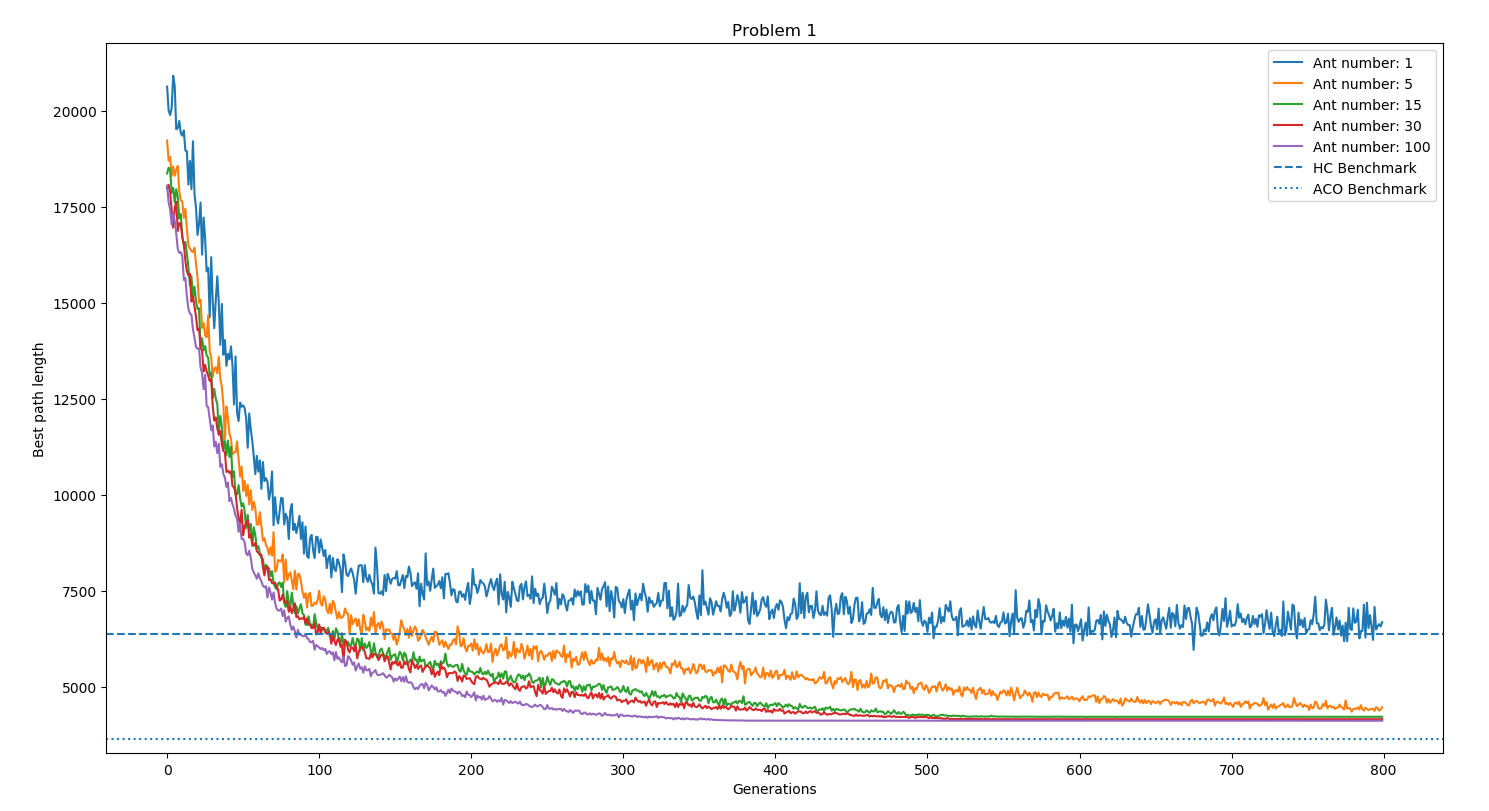 Problem 1
Best path length
20000
17500
15000
12500
10000
7500
5000
0 100 200 300 400 500 600 700 800
Generations
Ant number: 1
Ant number: 5
Ant number: 15
Ant number: 30
Ant number: 100
HC Benchmark
ACO Benchmark